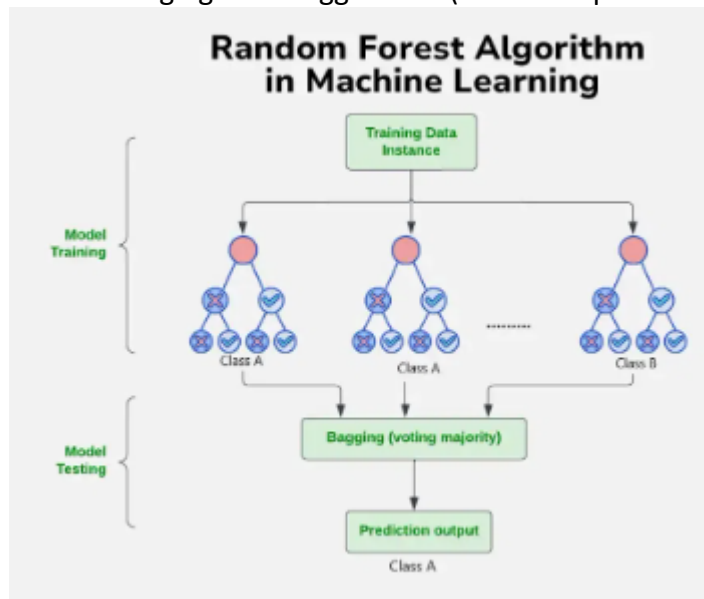 Random Forest Algorithm
in Machine Learning
Training Data
Instance
Model
Training
.........
Class A
Class A
Class B
Bagging (voting majority)
Model
Testing
Prediction output
Class A